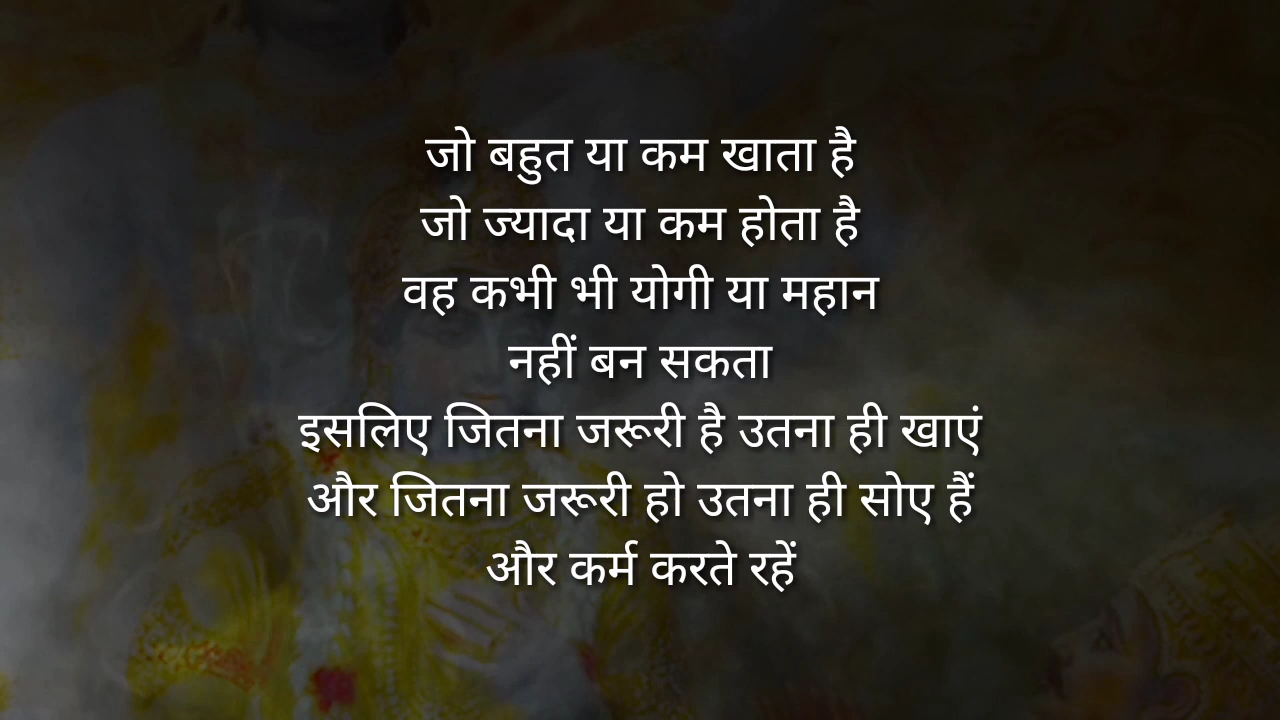 जो बहुत या कम खाता है
जो ज्यादा या कम होता है
वह कभी भी योगी या महान
नहीं बन सकता
इसलिए जितना जरूरी है उतना ही खाएं
और जितना जरूरी हो उतना ही सोए हैं
और कर्म करते रहें